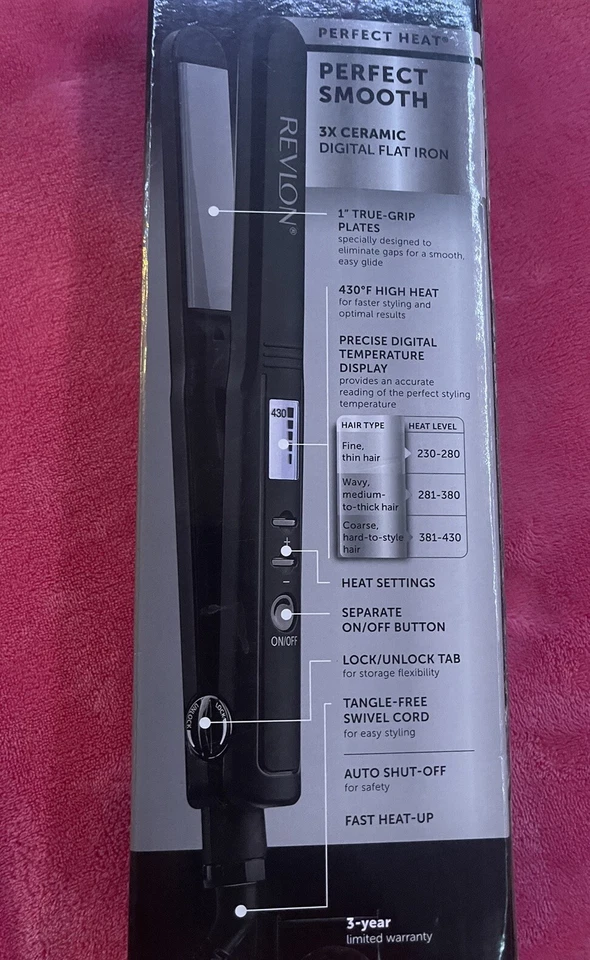 PERFECT HEAT®
PERFECT
SMOOTH
3X CERAMIC
DIGITAL FLAT IRON
REVLON®
1" TRUE-GRIP
PLATES
specially designed to
eliminate gaps for a smooth,
easy glide
430°F HIGH HEAT
for faster styling and
optimal results
PRECISE DIGITAL
TEMPERATURE
DISPLAY
provides an accurate
reading of the perfect styling
temperature
430
HAIR TYPE HEAT LEVEL
Fine,
thin hair 230-280
Wavy,
medium-
to-thick hair 281-380
Coarse,
hard-to-style
hair 381-430
+
-
HEAT SETTINGS
SEPARATE
ON/OFF BUTTON
ON/OFF
LOCK/UNLOCK TAB
for storage flexibility
UNLOCK LOCK
TANGLE-FREE
SWIVEL CORD
for easy styling
AUTO SHUT-OFF
for safety
FAST HEAT-UP
3-year
limited warranty